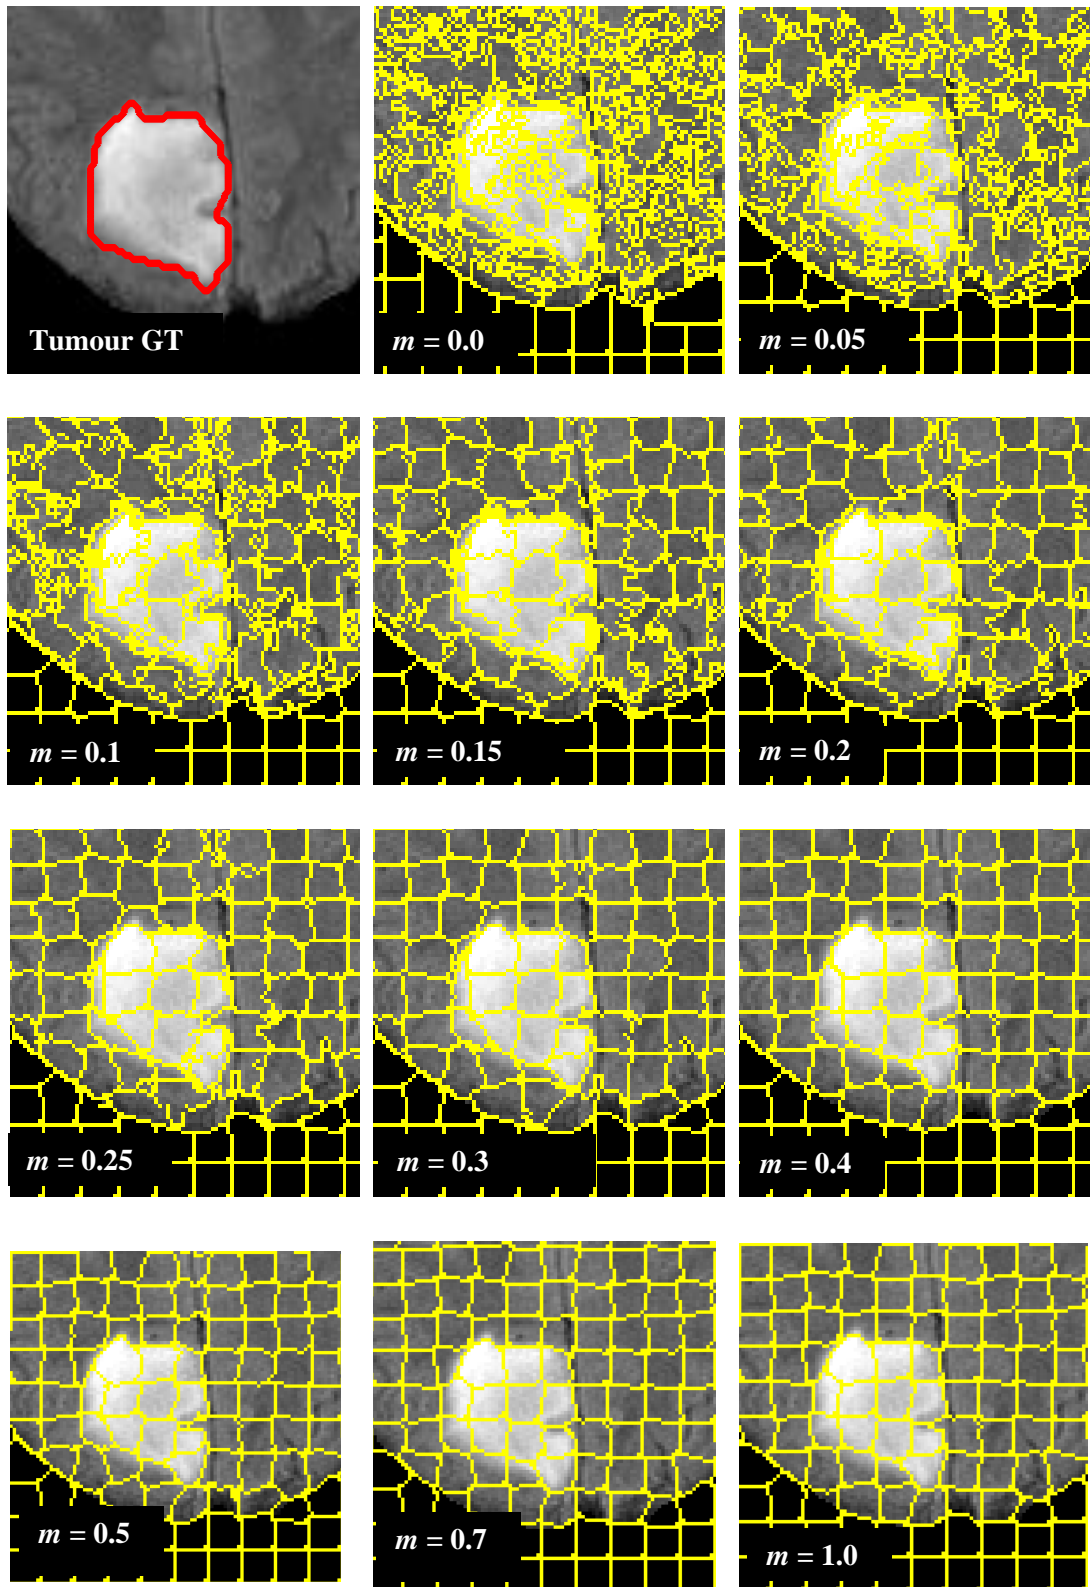 Tumour GT
m = 0.0
m = 0.05
m = 0.1
m = 0.15
m = 0.2
m = 0.25
m = 0.3
m = 0.4
m = 0.5
m = 0.7
m = 1.0